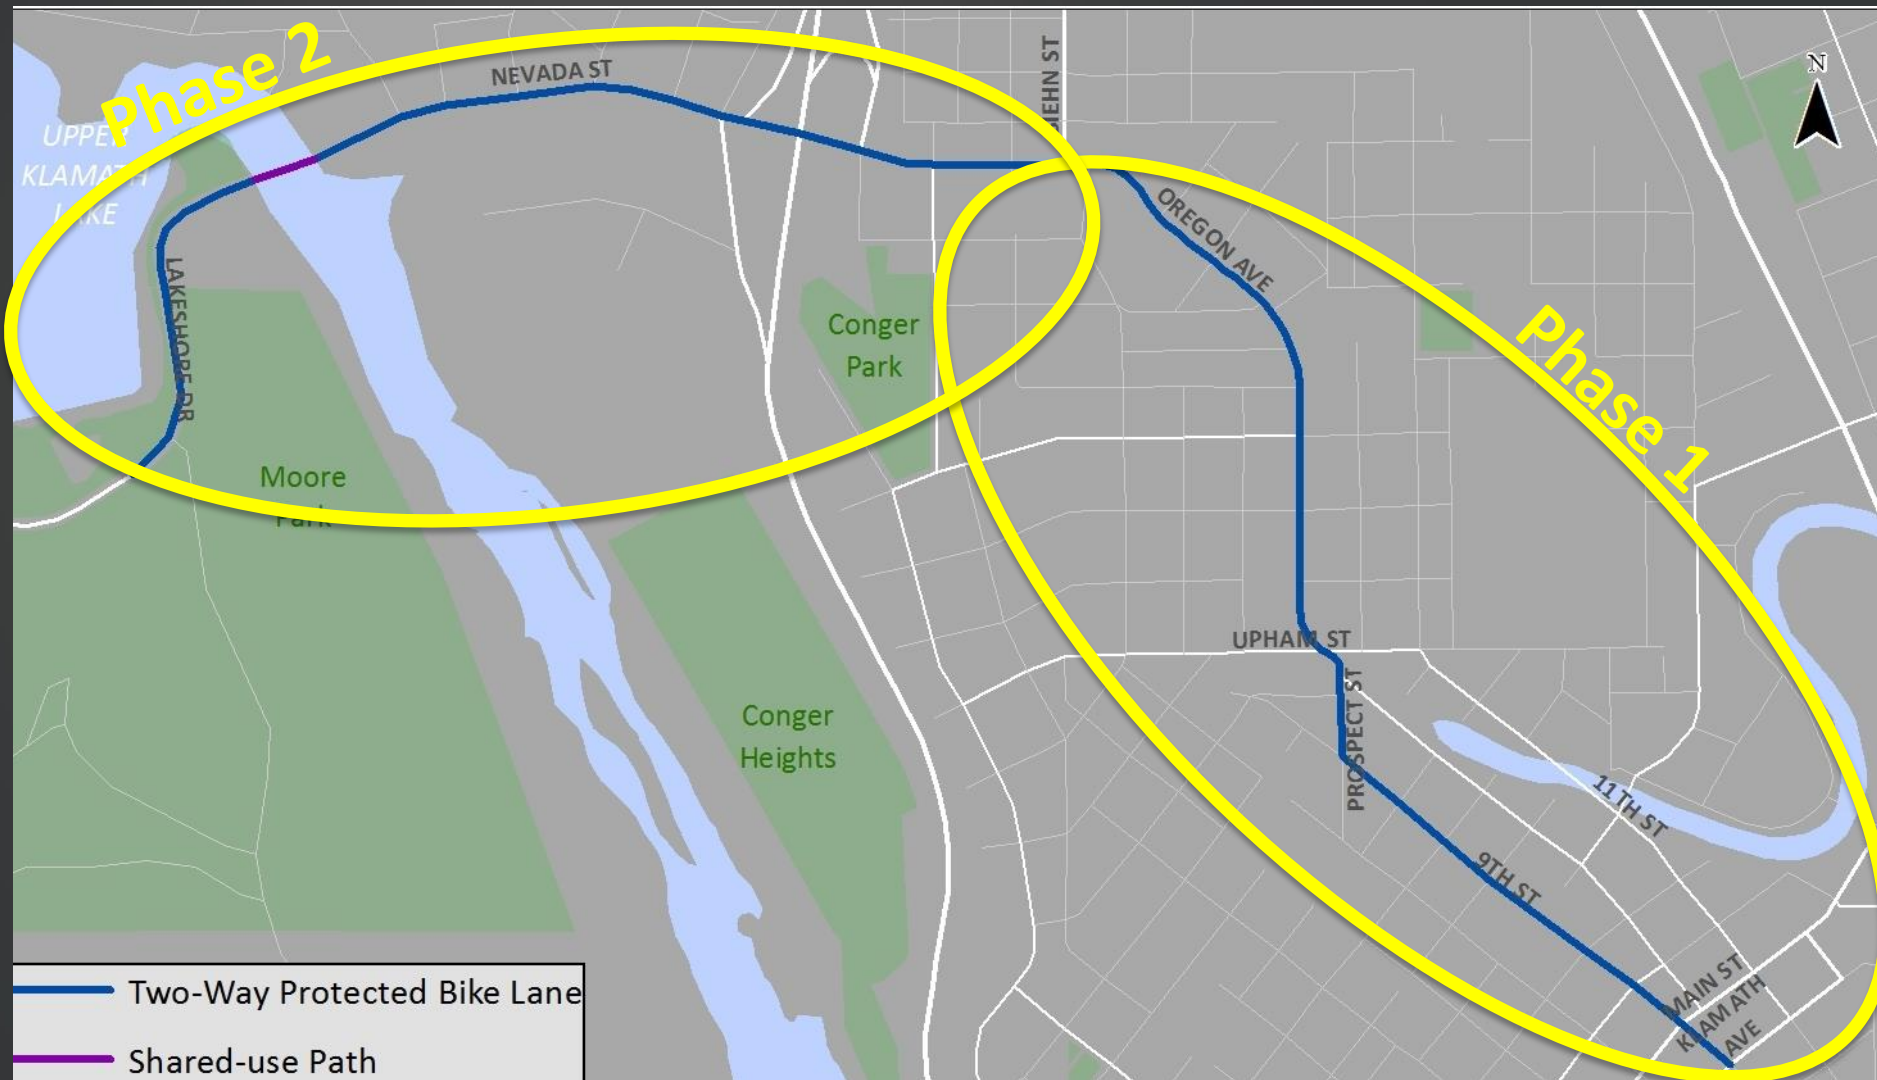 Phase 2
NEVADA ST
UPPER
KLAMATH
LAKE
LAKESHORE DR
N
OREGON AVE
Conger
Park
Phase 1
Moore
Park
UPHAM ST
PROSPECT ST
Conger
Heights
11TH ST
9TH ST
MAIN ST
KLAMATH
AVE
Two-Way Protected Bike Lane
Shared-use Path